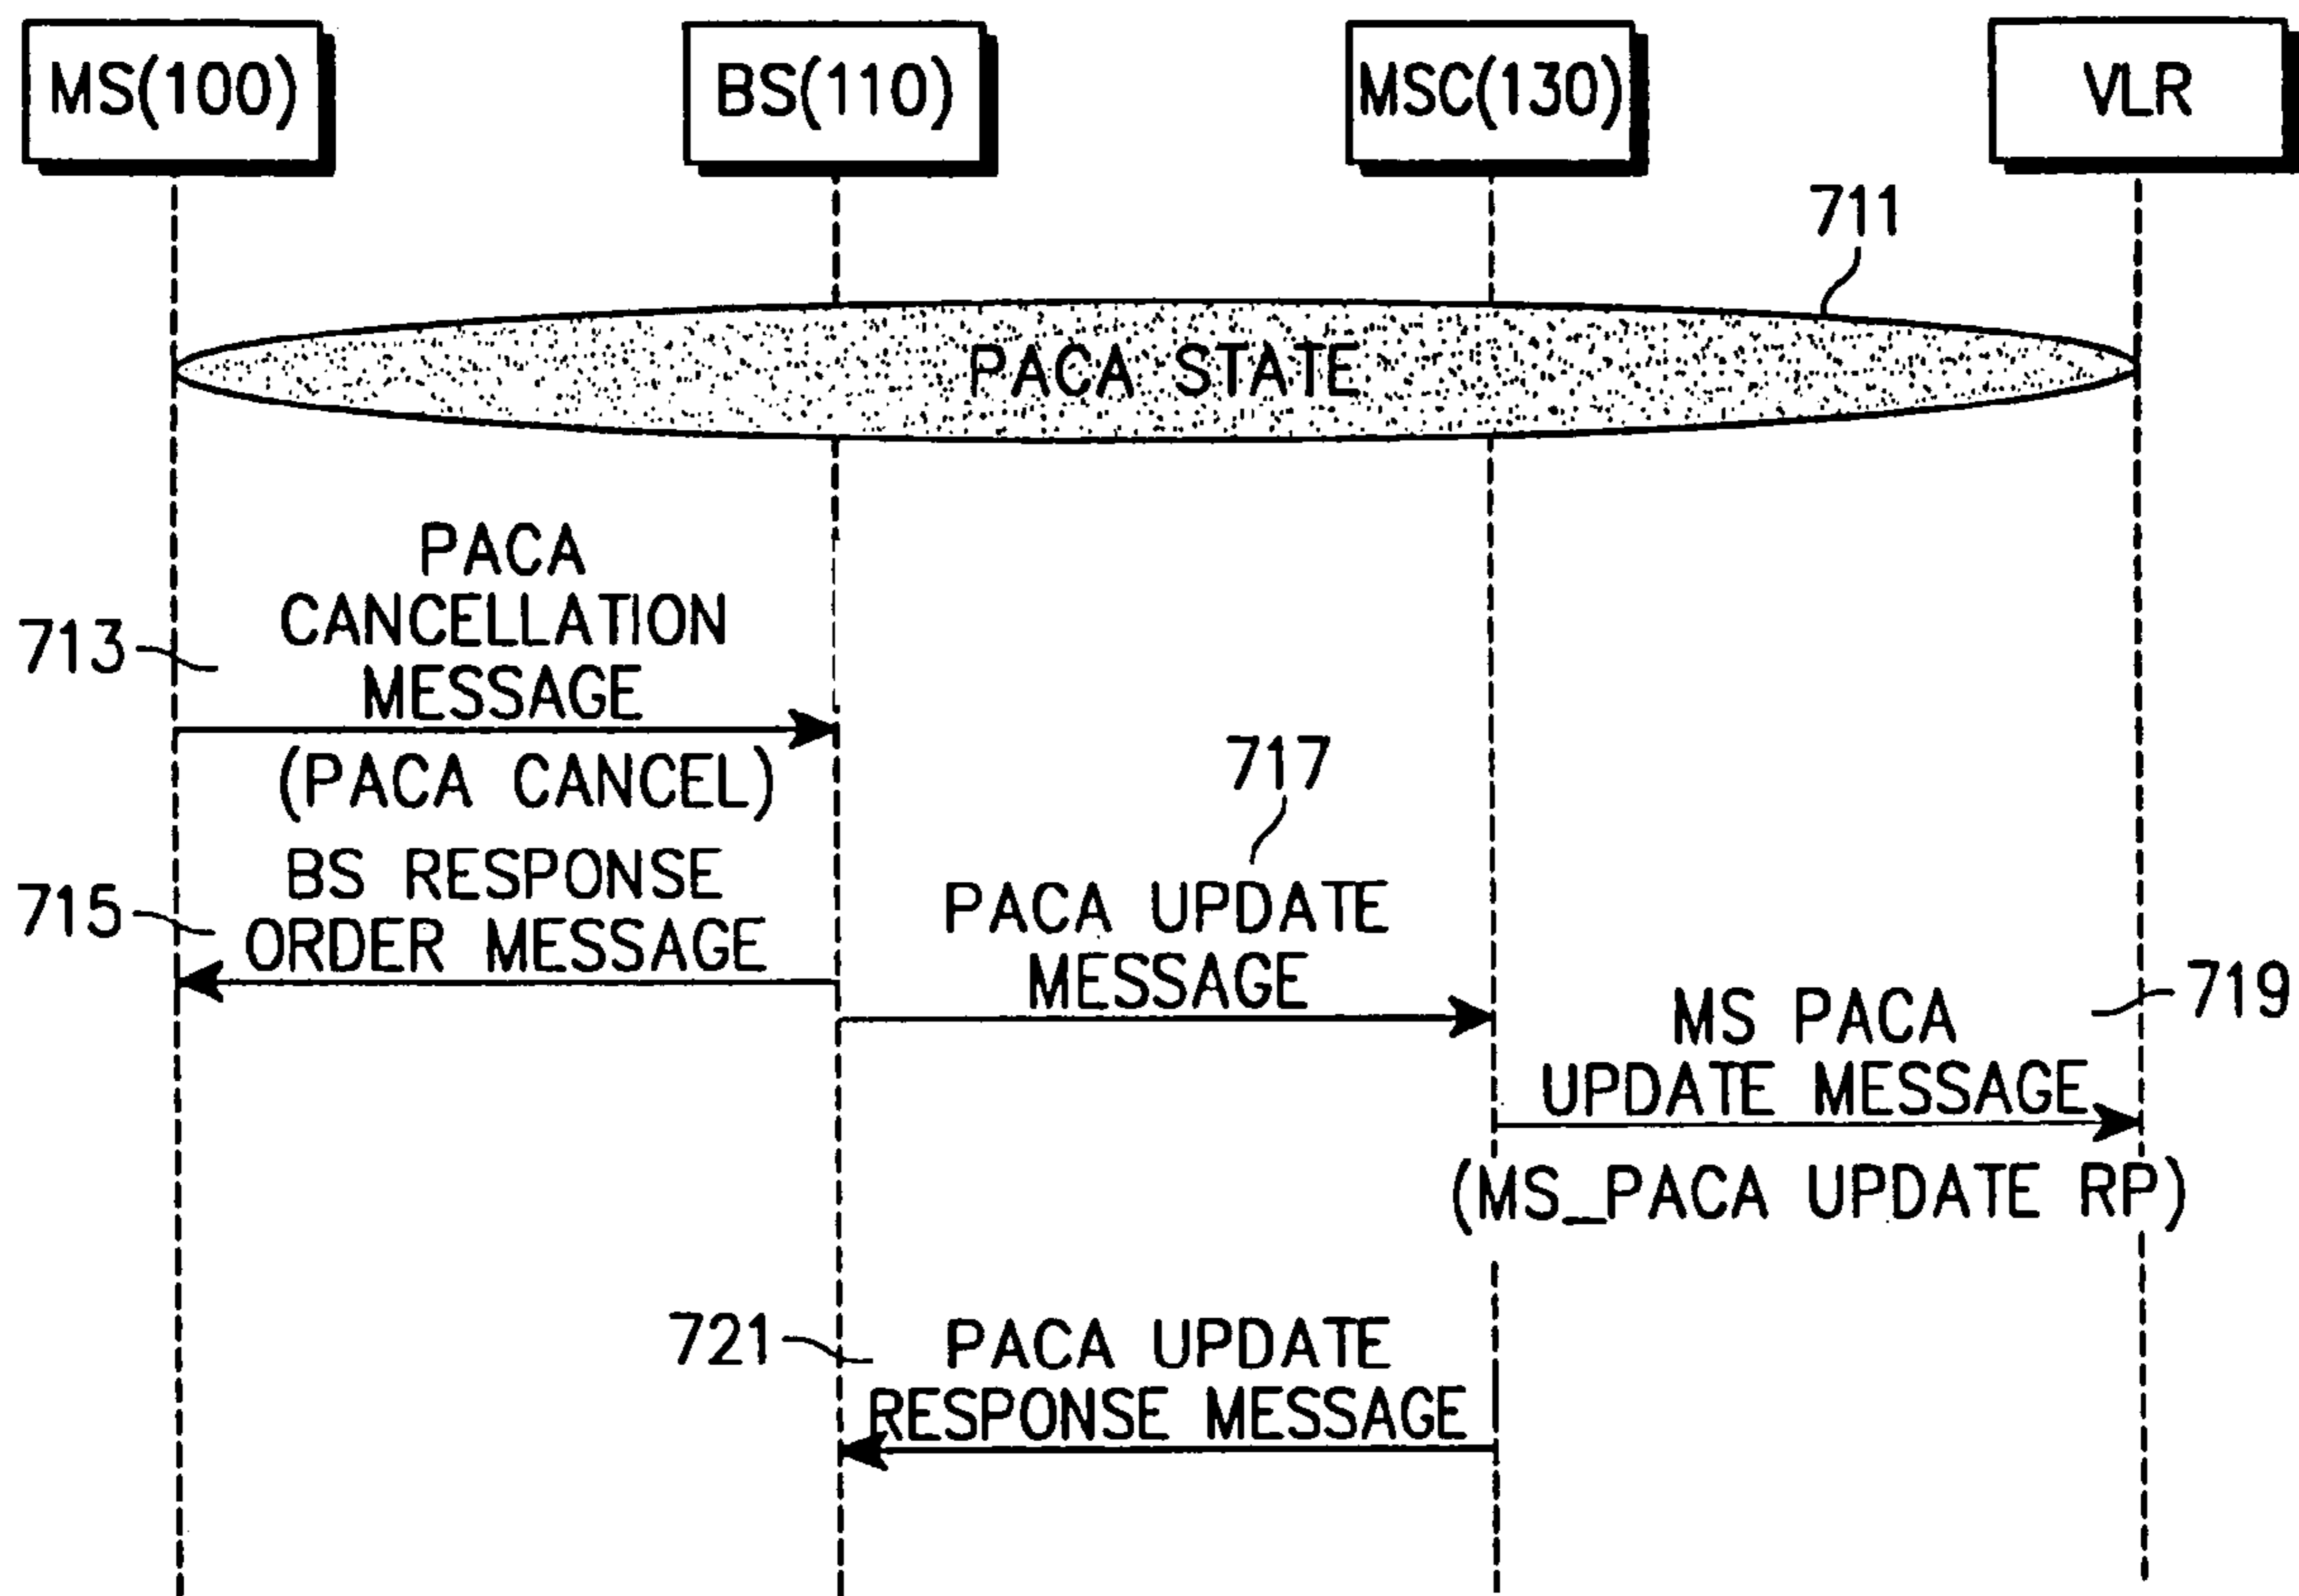 MS(100)
BS(110)
MSC(130)
VLR
711
PACA STATE
PACA
CANCELLATION
MESSAGE
713
(PACA CANCEL)
717
BS RESPONSE
ORDER MESSAGE
715
PACA UPDATE
MESSAGE
719
MS PACA
UPDATE MESSAGE
(MS_PACA UPDATE RP)
721
PACA UPDATE
RESPONSE MESSAGE